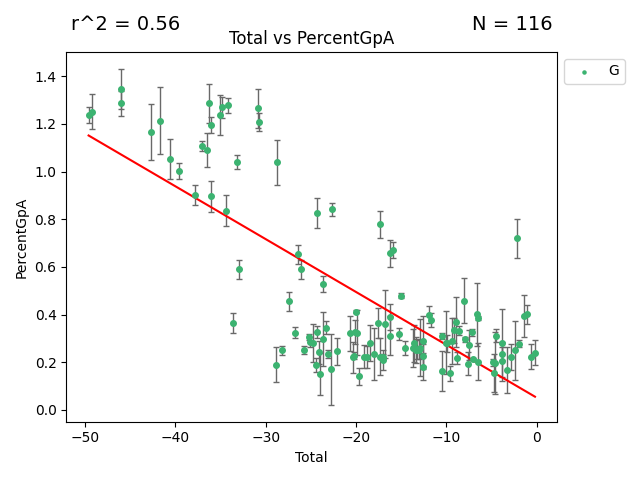 r^2 = 0.56
N = 116
Total vs PercentGpA
G
PercentGpA
1.4
1.2
1.0
0.8
0.6
0.4
0.2
0.0
−50
−40
−30
−20
−10
0
Total